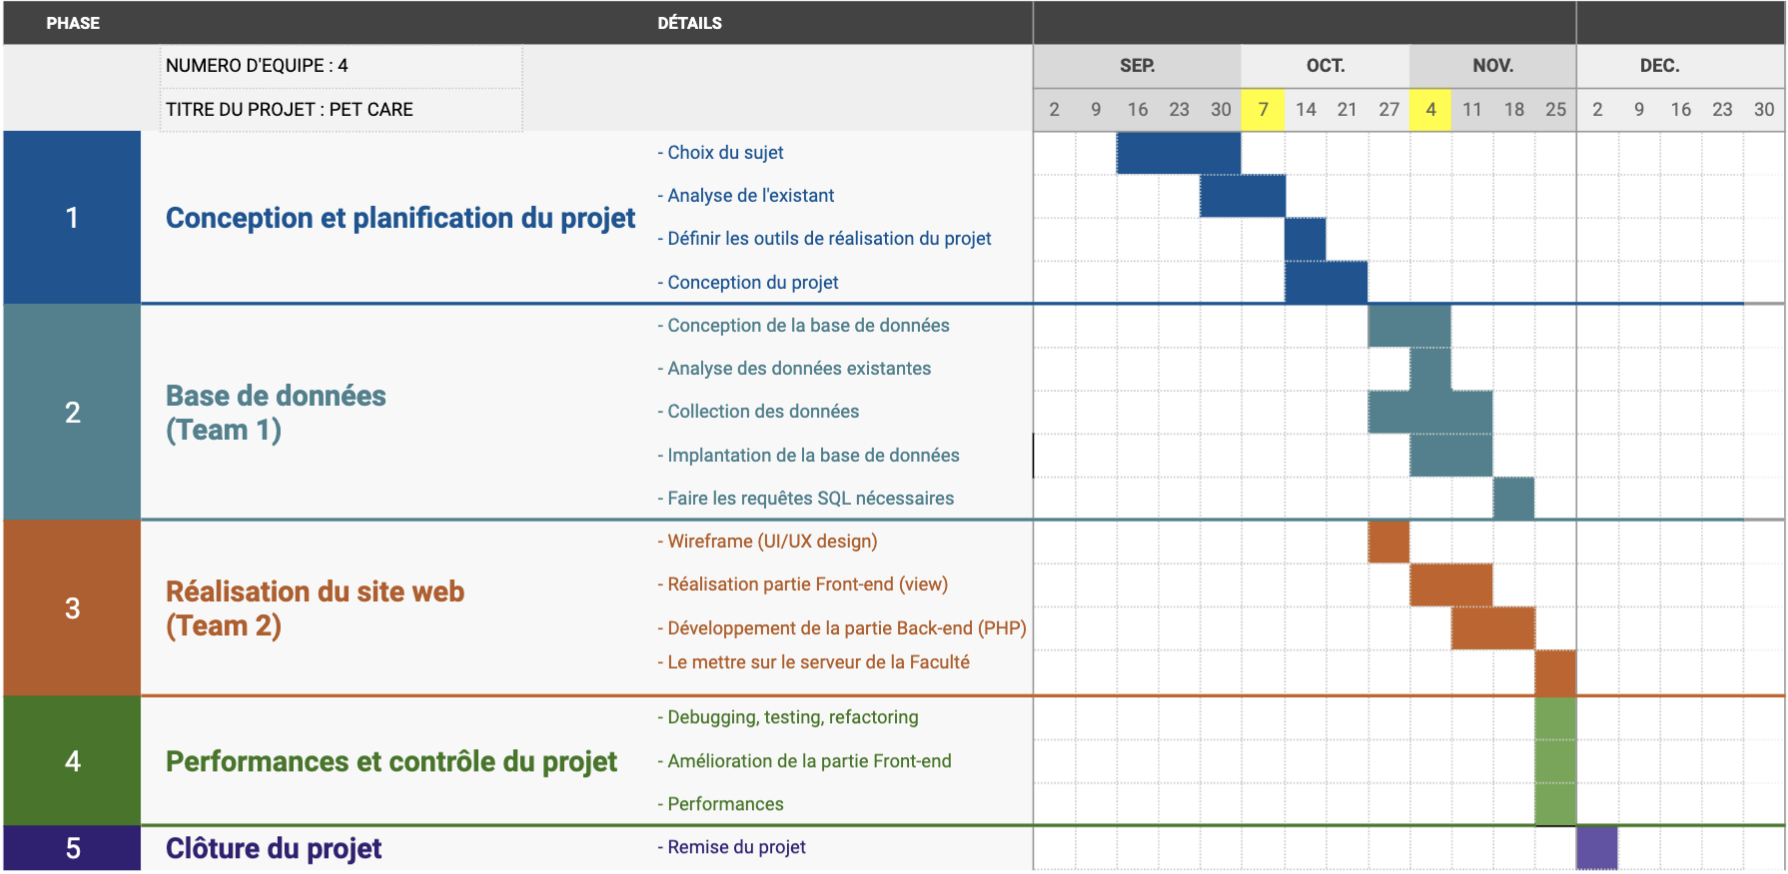 PHASE DÉTAILS
NUMERO D'EQUIPE : 4 SEP. OCT. NOV. DEC.
TITRE DU PROJET : PET CARE 2 9 16 23 30 7 14 21 27 4 11 18 25 2 9 16 23 30
1
Conception et planification du projet
- Choix du sujet
- Analyse de l'existant
- Définir les outils de réalisation du projet
- Conception du projet
2
Base de données
(Team 1)
- Conception de la base de données
- Analyse des données existantes
- Collection des données
- Implantation de la base de données
- Faire les requêtes SQL nécessaires
3
Réalisation du site web
(Team 2)
- Wireframe (UI/UX design)
- Réalisation partie Front-end (view)
- Développement de la partie Back-end (PHP)
- Le mettre sur le serveur de la Faculté
4
Performances et contrôle du projet
- Debugging, testing, refactoring
- Amélioration de la partie Front-end
- Performances
5
Clôture du projet
- Remise du projet